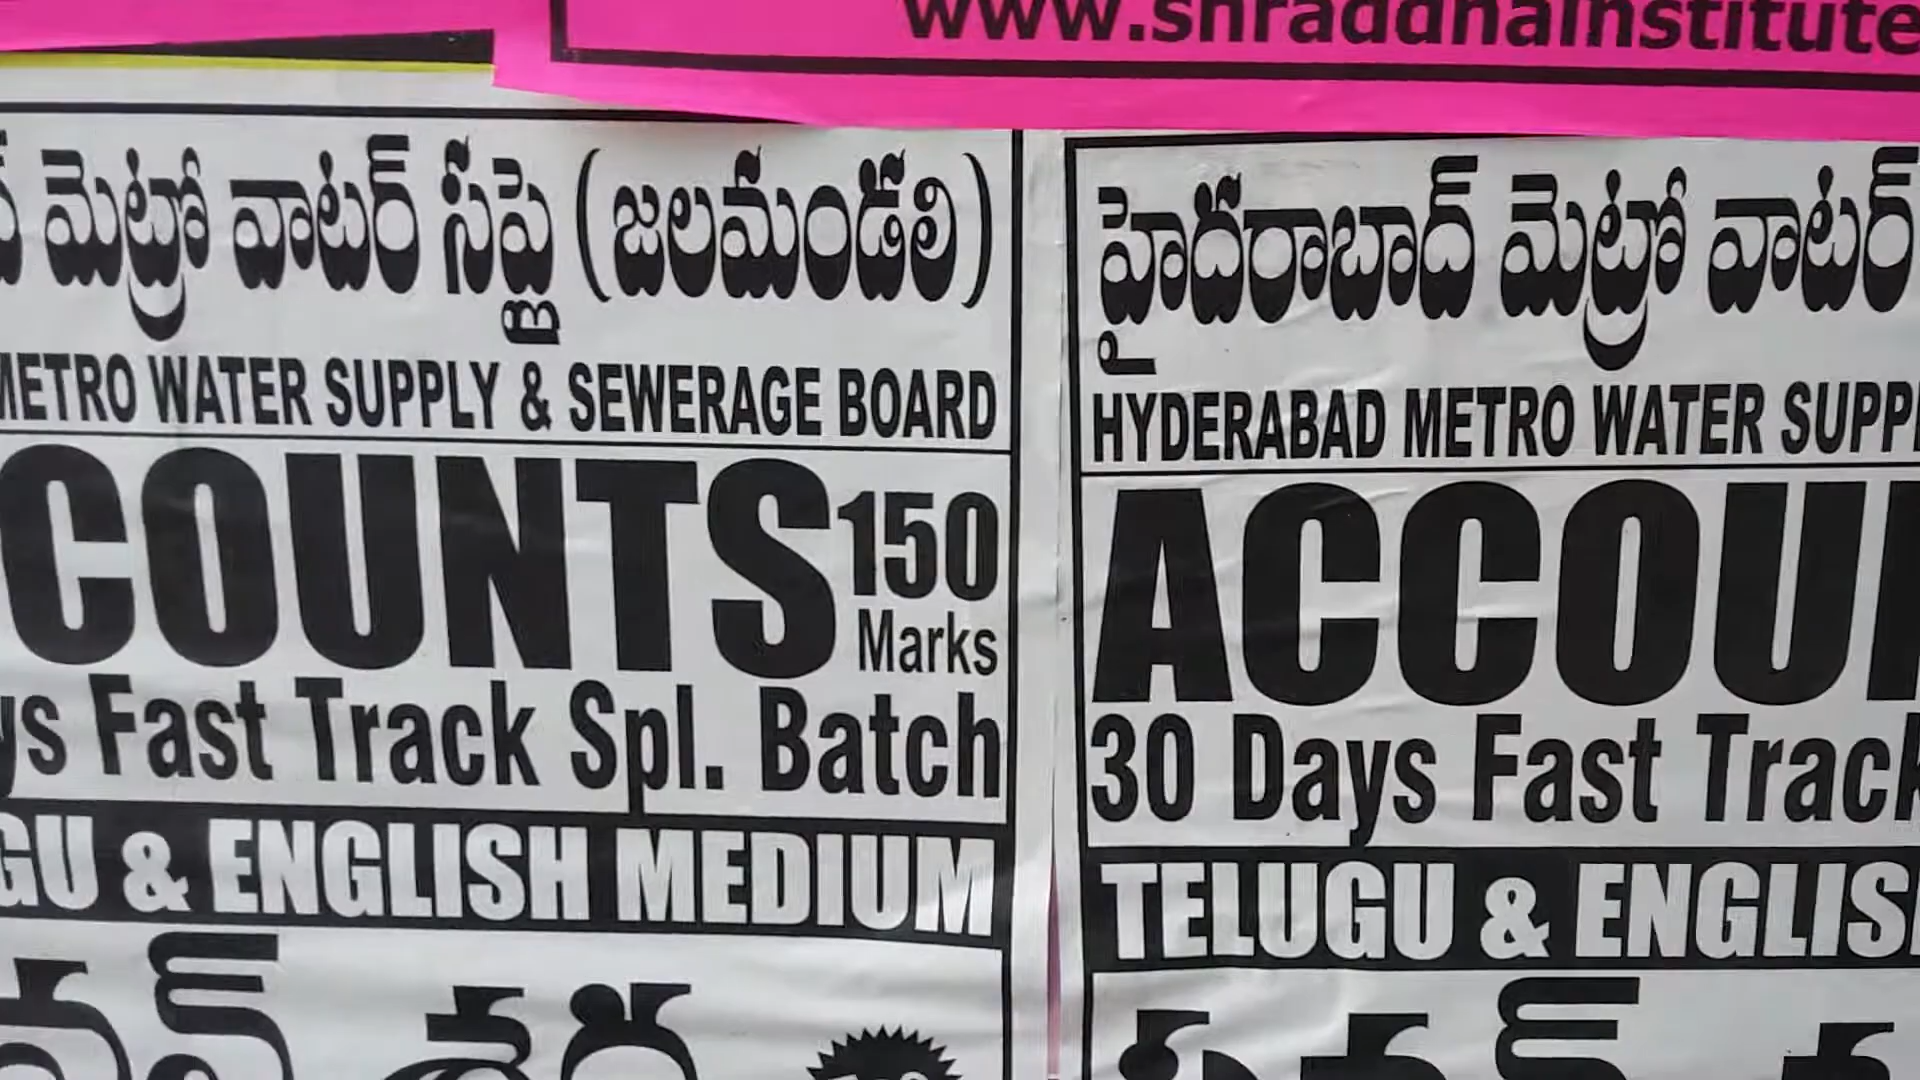 www.shraddhainstitute
మెట్రో వాటర్ సప్లై (జలమండలి)
METRO WATER SUPPLY & SEWERAGE BOARD
COUNTS 150
Marks
ys Fast Track Spl. Batch
GU & ENGLISH MEDIUM
హైదరాబాద్ మెట్రో వాటర్
HYDERABAD METRO WATER SUPPL
ACCOU
30 Days Fast Track
TELUGU & ENGLIS